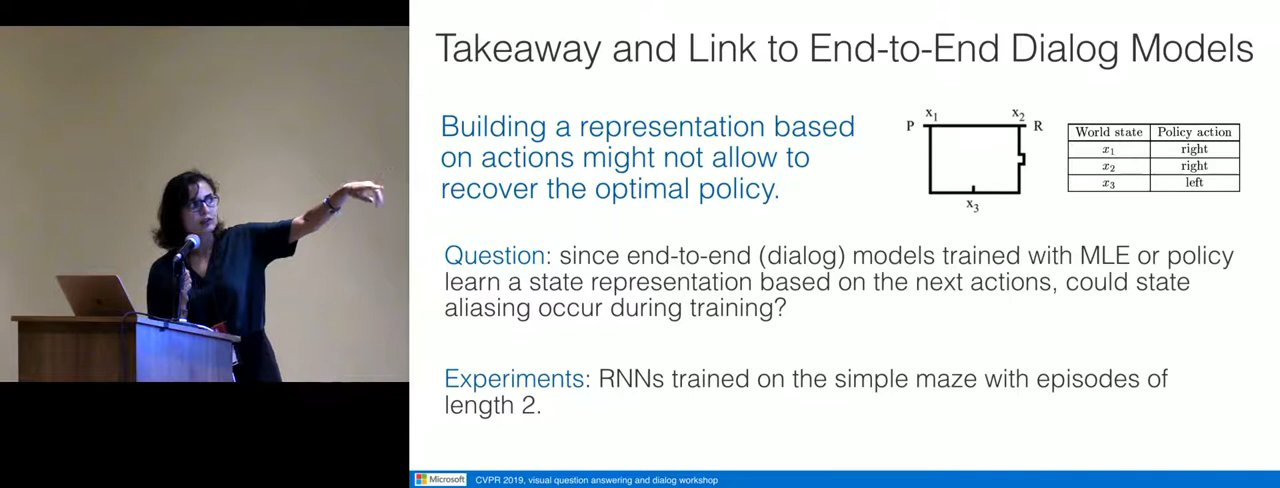 Takeaway and Link to End-to-End Dialog Models
Building a representation based
on actions might not allow to
recover the optimal policy.
x1 x2
P R
x3
World state Policy action
x1 right
x2 right
x3 left
Question: since end-to-end (dialog) models trained with MLE or policy
learn a state representation based on the next actions, could state
aliasing occur during training?
Experiments: RNNs trained on the simple maze with episodes of
length 2.
Microsoft CVPR 2019, visual question answering and dialog workshop